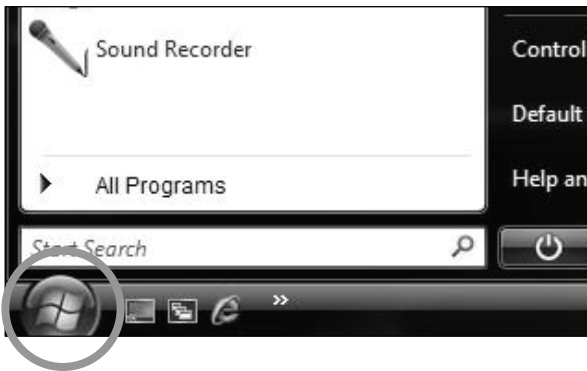 Sound Recorder
Control
Default
Help an
All Programs
Start Search
»